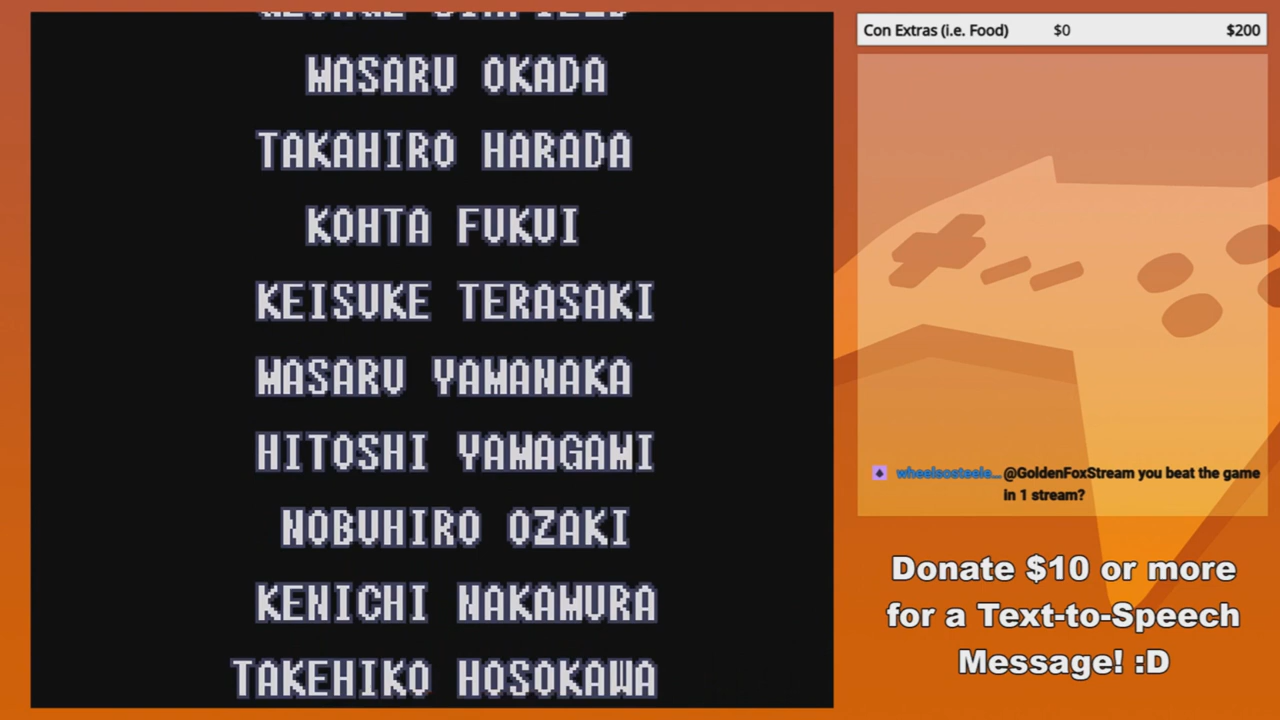 MASARU OKADA
TAKAHIRO HARADA
KOHTA FUKUI
KEISUKE TERASAKI
MASARU YAMANAKA
HITOSHI YAMAGAMI
NOBUHIRO OZAKI
KENICHI NAKAMURA
TAKEHIKO HOSOKAWA
Con Extras (i.e. Food) $0 $200
wheelsosteele... @GoldenFoxStream you beat the game
in 1 stream?
Donate $10 or more
for a Text-to-Speech
Message! :D